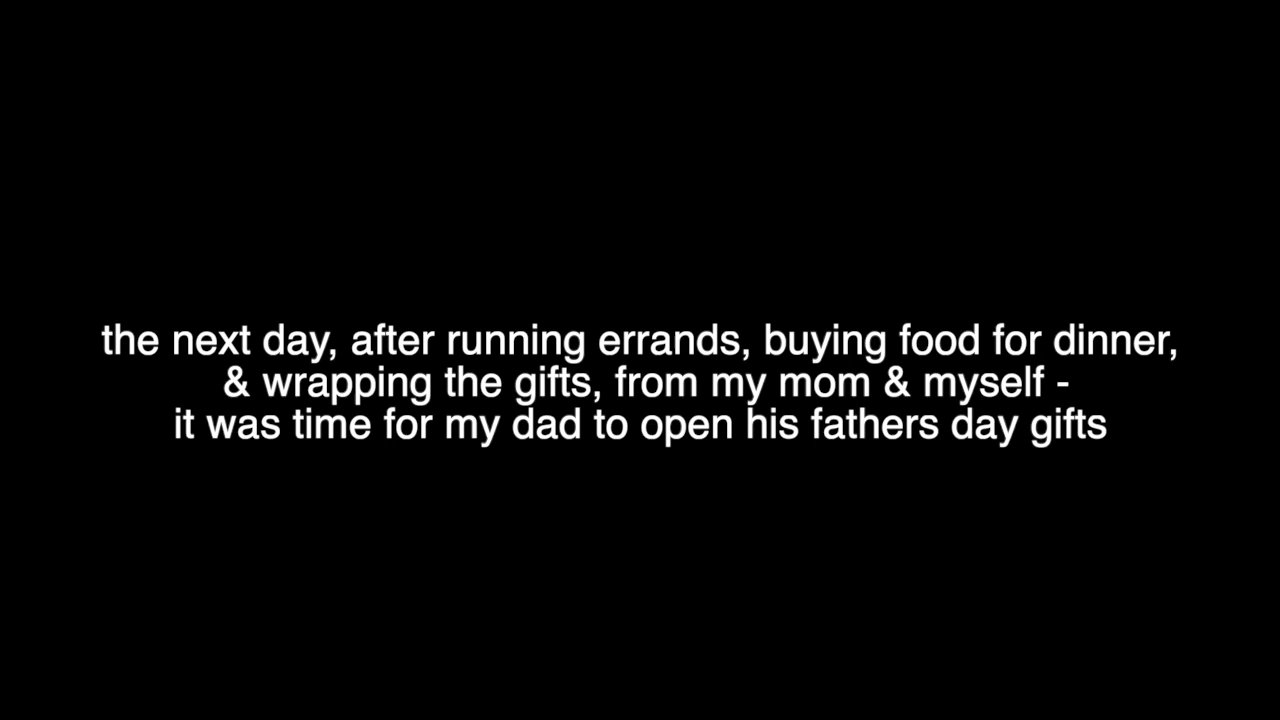 the next day, after running errands, buying food for dinner,
& wrapping the gifts, from my mom & myself -
it was time for my dad to open his fathers day gifts